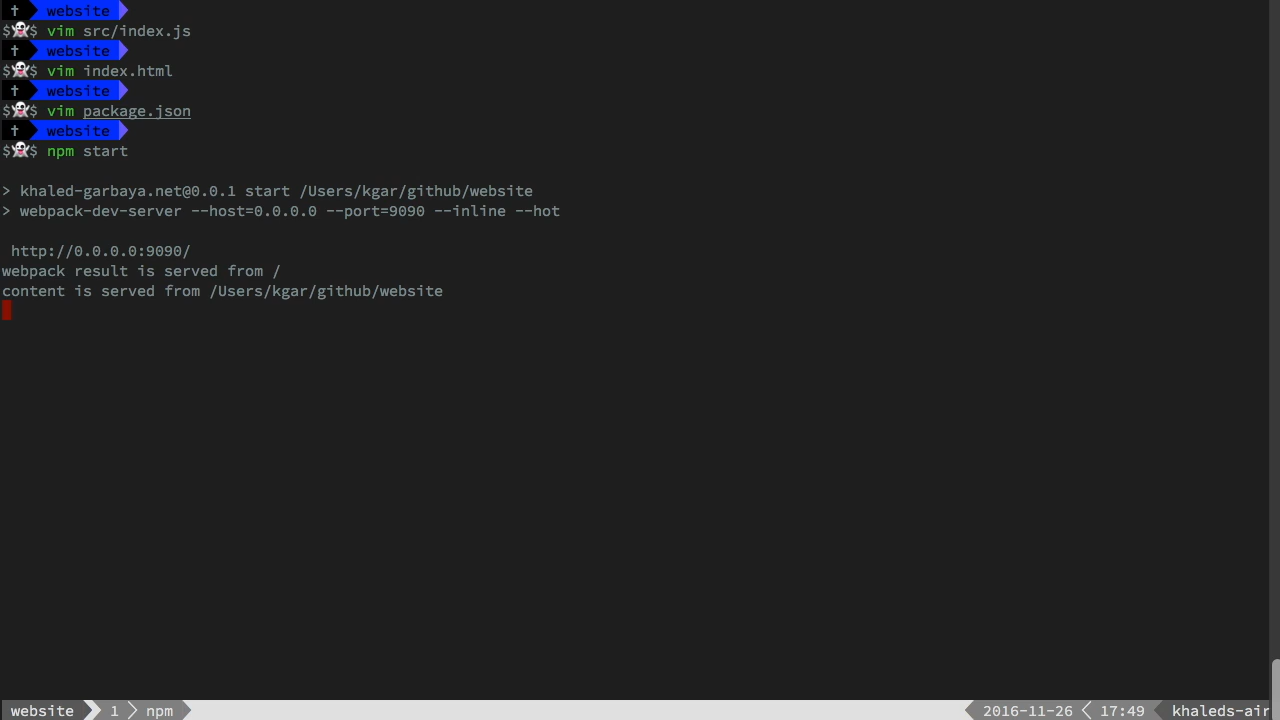 ✝ website
$👻$ vim src/index.js
✝ website
$👻$ vim index.html
✝ website
$👻$ vim package.json
✝ website
$👻$ npm start
> khaled-garbaya.net@0.0.1 start /Users/kgar/github/website
> webpack-dev-server --host=0.0.0.0 --port=9090 --inline --hot
http://0.0.0.0:9090/
webpack result is served from /
content is served from /Users/kgar/github/website
website 1 npm 2016-11-26 17:49 khaleds-air